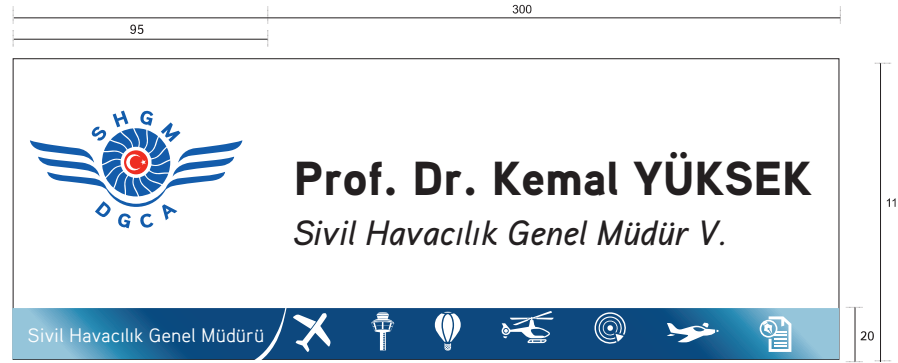 300
95
SHGM
DGCA
Prof. Dr. Kemal YÜKSEK
Sivil Havacılık Genel Müdür V.
11
Sivil Havacılık Genel Müdürü
20